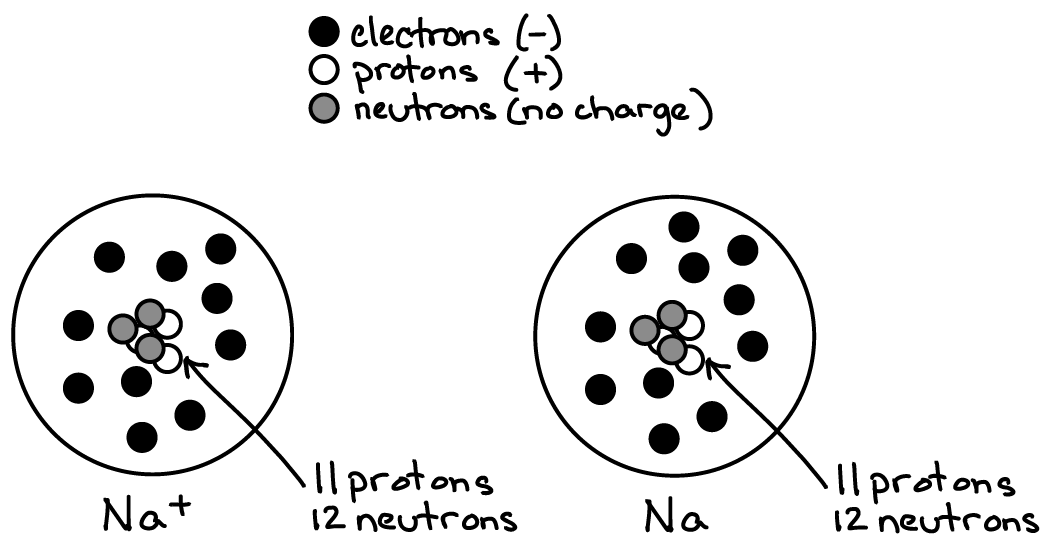 electrons (-)
protons (+)
neutrons (no charge)
11 protons
12 neutrons
Na+
11 protons
12 neutrons
Na